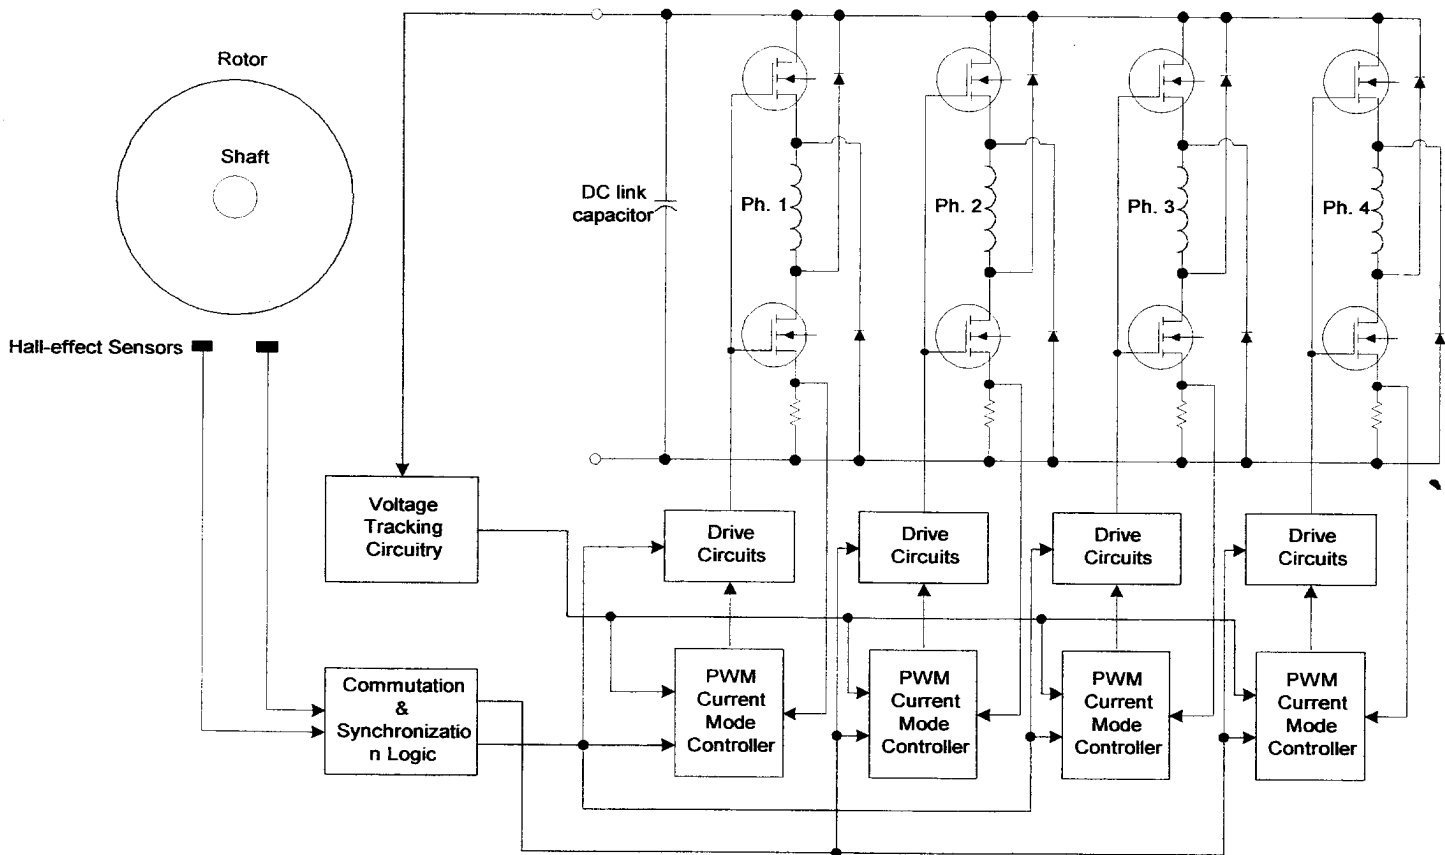 Rotor
Shaft
DC link
capacitor
Ph. 1
Ph. 2
Ph. 3
Ph. 4
Hall-effect Sensors
Voltage
Tracking
Circuitry
Drive
Circuits
Drive
Circuits
Drive
Circuits
Drive
Circuits
Commutation
&
Synchronizatio
n Logic
PWM
Current
Mode
Controller
PWM
Current
Mode
Controller
PWM
Current
Mode
Controller
PWM
Current
Mode
Controller